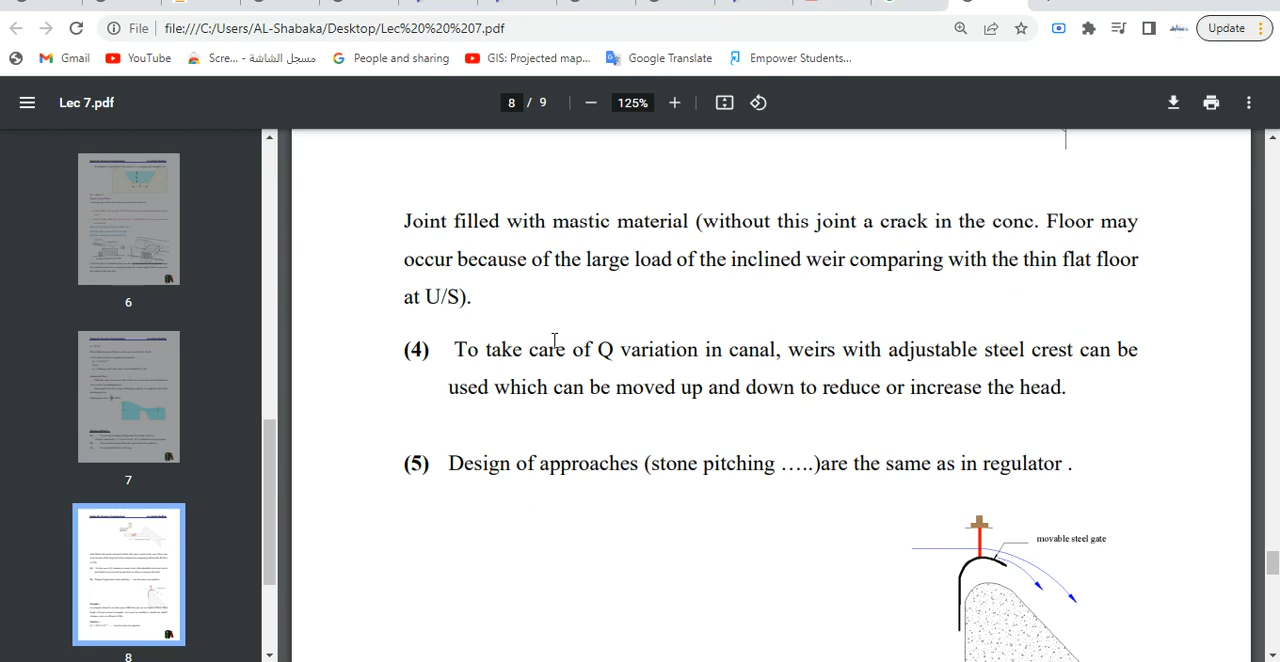 File
file:///C:/Users/AL-Shabaka/Desktop/Lec%20%20%207.pdf
Update
Gmail
YouTube
Scre... - مسجل الشاشة
People and sharing
GIS: Projected map...
Google Translate
Empower Students...
Lec 7.pdf
8 / 9
125%
6
7
8
Joint filled with mastic material (without this joint a crack in the conc. Floor may
occur because of the large load of the inclined weir comparing with the thin flat floor
at U/S).
(4) To take care of Q variation in canal, weirs with adjustable steel crest can be
used which can be moved up and down to reduce or increase the head.
(5) Design of approaches (stone pitching …..)are the same as in regulator .
movable steel gate